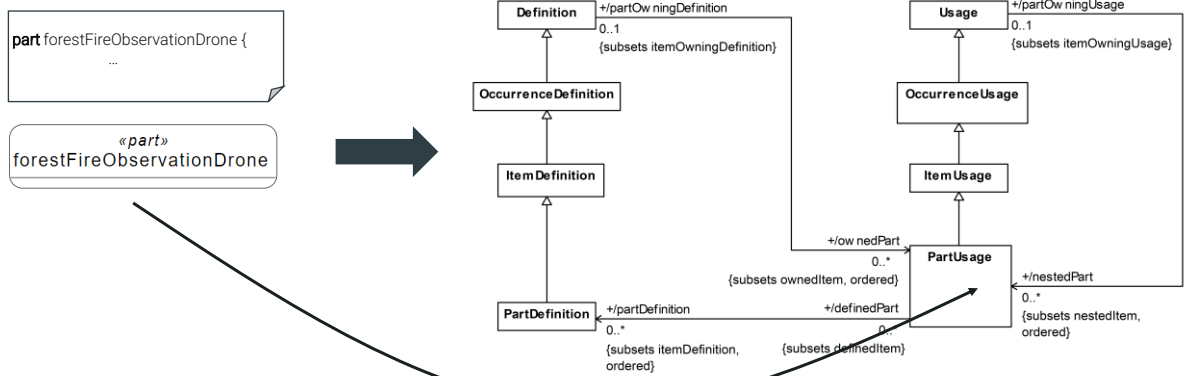 part forestFireObservationDrone {
...
«part»
forestFireObservationDrone
Definition
+/partOw ningDefinition
0..1
{subsets itemOwningDefinition}
OccurrenceDefinition
ItemDefinition
PartDefinition
+/partDefinition
0..*
{subsets itemDefinition,
ordered}
+/ow nedPart
0..*
{subsets ownedItem, ordered}
+/definedPart
0..*
{subsets definedItem}
Usage
+/partOw ningUsage
0..1
{subsets itemOwningUsage}
OccurrenceUsage
ItemUsage
PartUsage
+/nestedPart
0..*
{subsets nestedItem,
ordered}